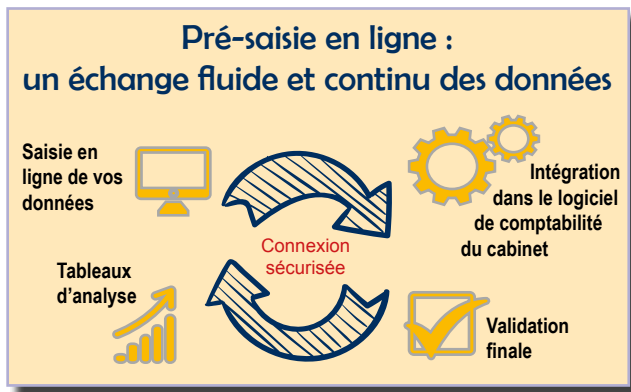 Pré-saisie en ligne :
un échange fluide et continu des données
Saisie en
ligne de vos
données
Intégration
dans le logiciel
de comptabilité
du cabinet
Connexion
sécurisée
Tableaux
d'analyse
Validation
finale